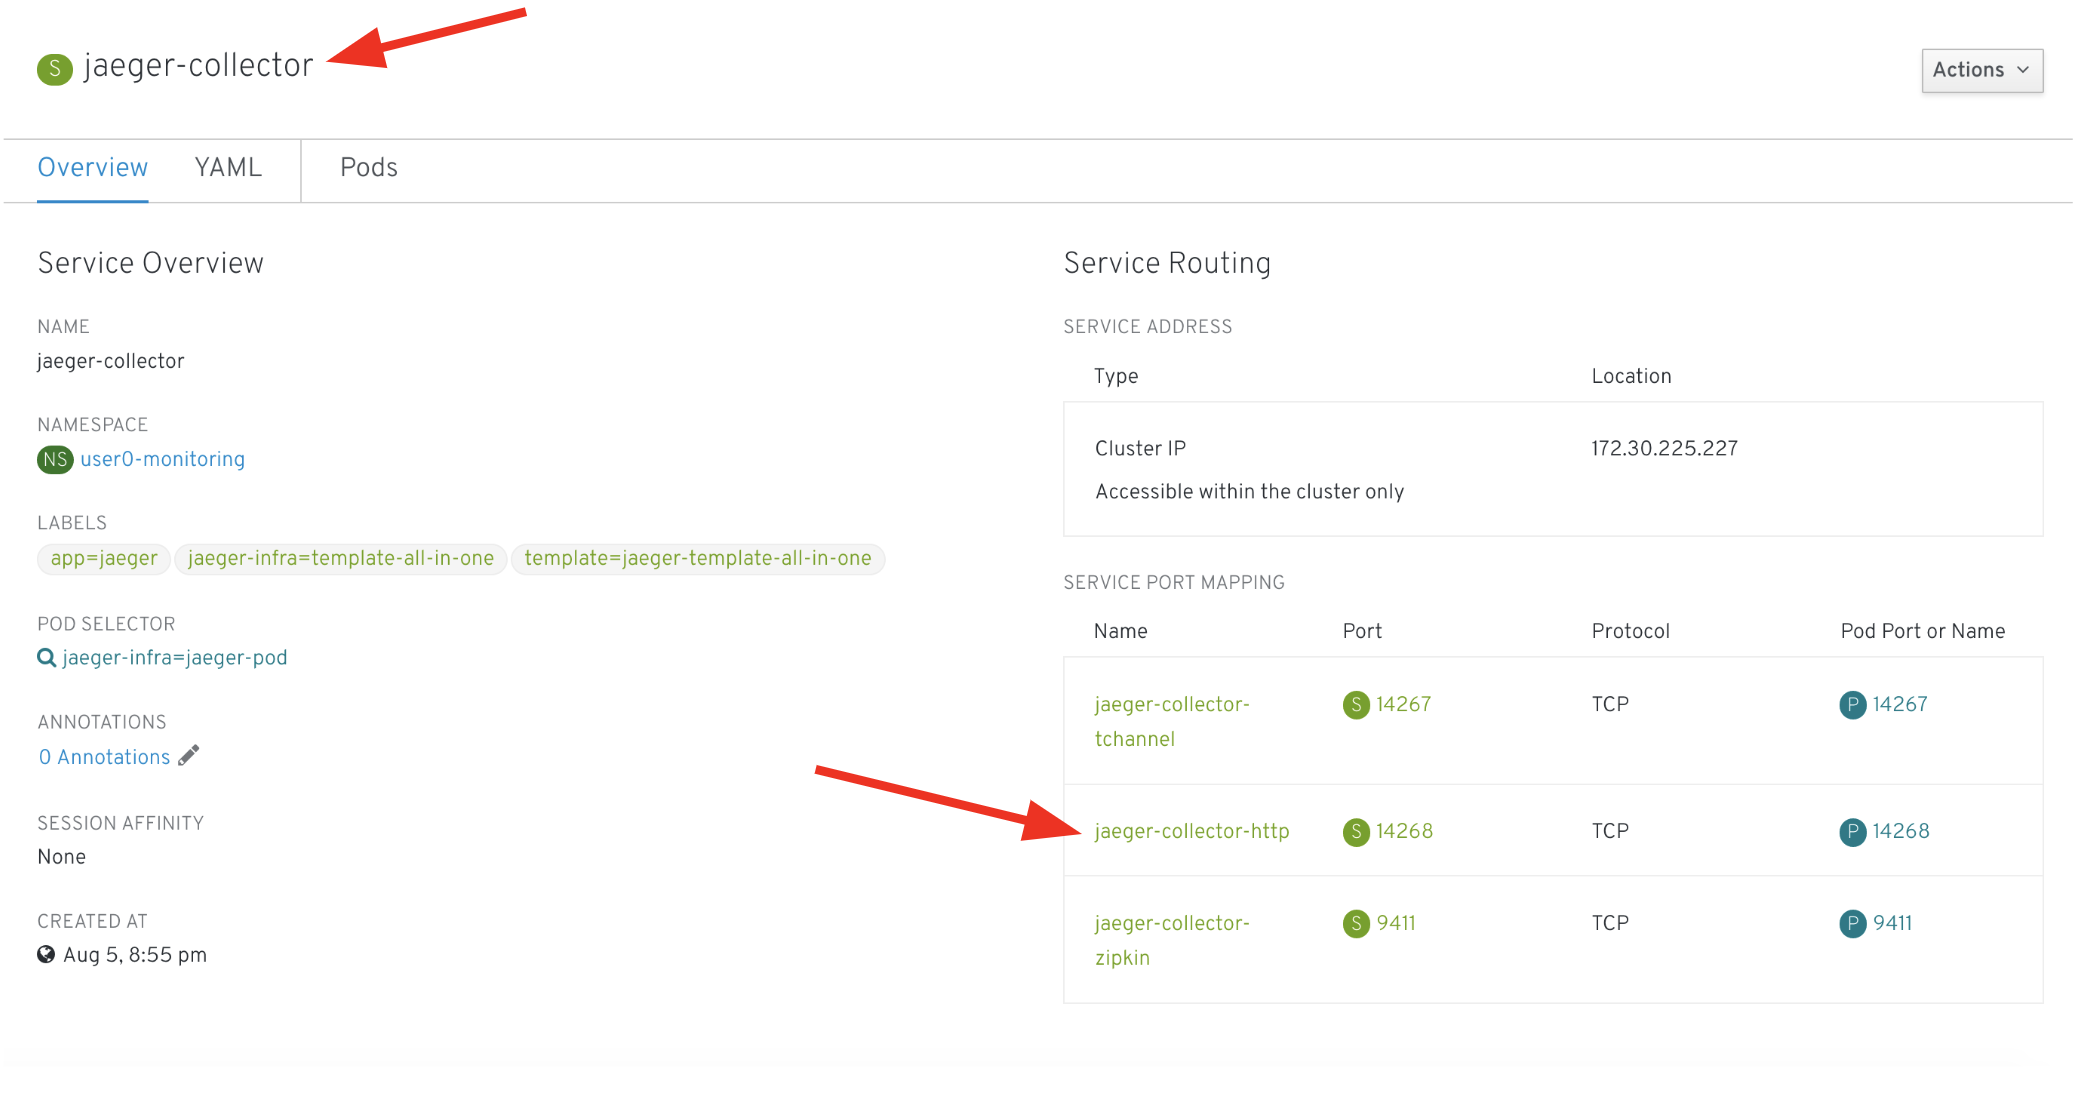 S jaeger-collector
Actions
Overview YAML Pods
Service Overview
NAME
jaeger-collector
NAMESPACE
NS user0-monitoring
LABELS
app=jaeger jaeger-infra=template-all-in-one template=jaeger-template-all-in-one
POD SELECTOR
jaeger-infra=jaeger-pod
ANNOTATIONS
0 Annotations
SESSION AFFINITY
None
CREATED AT
Aug 5, 8:55 pm
Service Routing
SERVICE ADDRESS
Type Location
Cluster IP 172.30.225.227
Accessible within the cluster only
SERVICE PORT MAPPING
Name Port Protocol Pod Port or Name
jaeger-collector- S 14267 TCP P 14267
tchannel
jaeger-collector-http S 14268 TCP P 14268
jaeger-collector- S 9411 TCP P 9411
zipkin